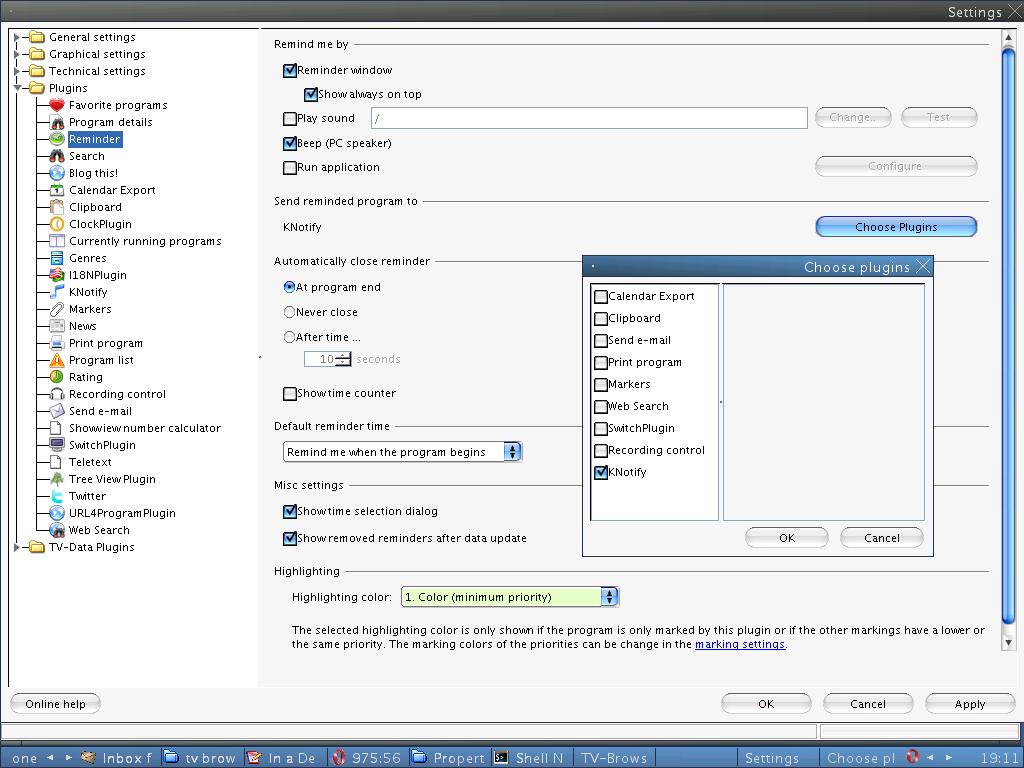 Settings
General settings
Graphical settings
Technical settings
Plugins
Favorite programs
Program details
Reminder
Search
Blog this!
Calendar Export
Clipboard
ClockPlugin
Currently running programs
Genres
I18NPlugin
KNotify
Markers
News
Print program
Program list
Rating
Recording control
Send e-mail
Showview number calculator
SwitchPlugin
Teletext
Tree View Plugin
Twitter
URL4ProgramPlugin
Web Search
TV-Data Plugins
Remind me by
Reminder window
Show always on top
Play sound / Change.. Test
Beep (PC speaker)
Run application Configure
Send reminded program to
KNotify Choose Plugins
Automatically close reminder
At program end
Never close
After time ...
10 seconds
Show time counter
Default reminder time
Remind me when the program begins
Misc settings
Show time selection dialog
Show removed reminders after data update
Highlighting
Highlighting color: 1. Color (minimum priority)
The selected highlighting color is only shown if the program is only marked by this plugin or if the other markings have a lower or
the same priority. The marking colors of the priorities can be change in the marking settings.
Choose plugins
Calendar Export
Clipboard
Send e-mail
Print program
Markers
Web Search
SwitchPlugin
Recording control
KNotify
OK Cancel
Online help OK Cancel Apply
one Inbox f tv brow In a De 975:56 Propert Shell N TV-Brows Settings Choose pl 19:11